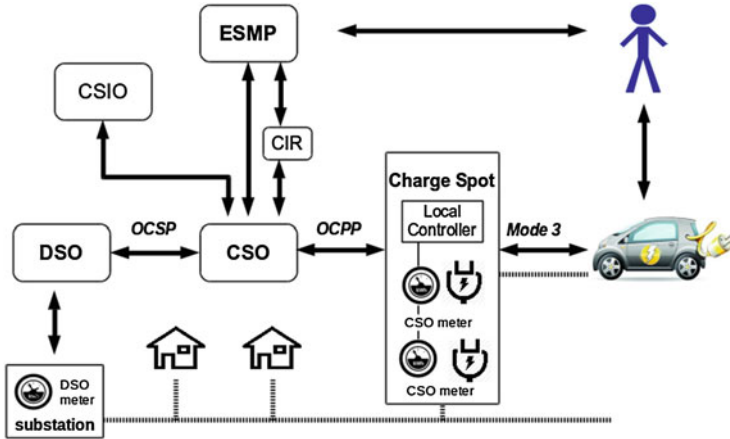 ESMP
CSIO
CIR
Charge Spot
Local
Controller
OCSP
OCPP
Mode 3
DSO
CSO
CSO meter
CSO meter
DSO
meter
substation